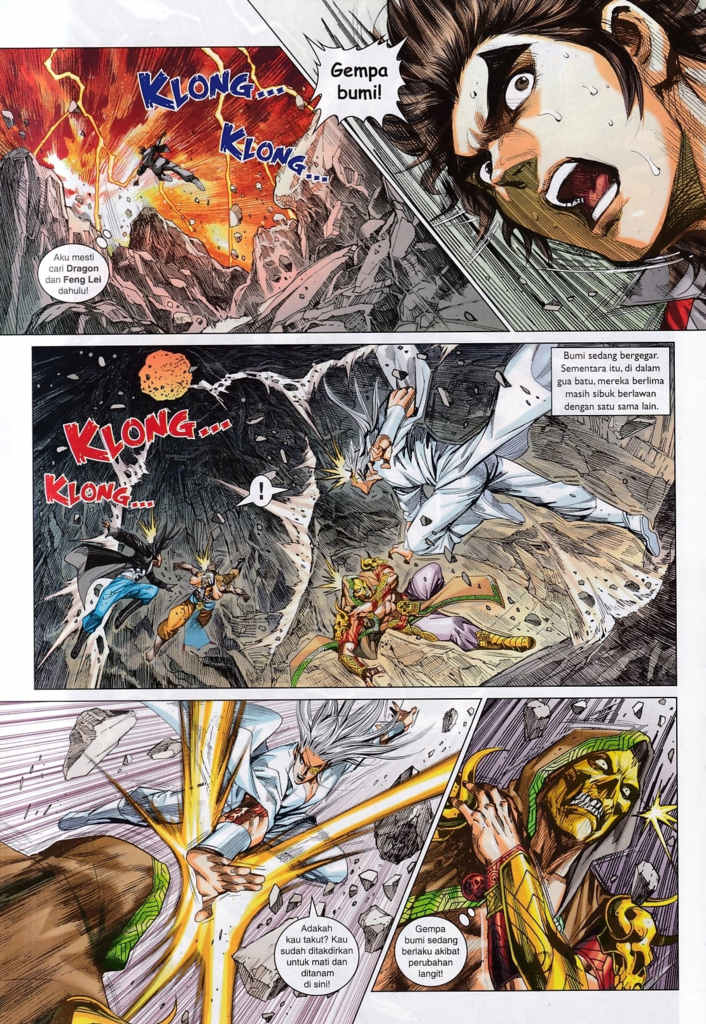 Gempa
bumi!
KLONG...
KLONG...
Aku mesti
cari Dragon
dan Feng Lei
dahulu!
Bumi sedang bergegar.
Sementara itu, di dalam
gua batu, mereka berlima
masih sibuk berlawan
dengan satu sama lain.
KLONG...
KLONG...
!
Adakah
kau takut? Kau
sudah ditakdirkan
untuk mati dan
ditanam
di sini!
Gempa
bumi sedang
berlaku akibat
perubahan
langit!